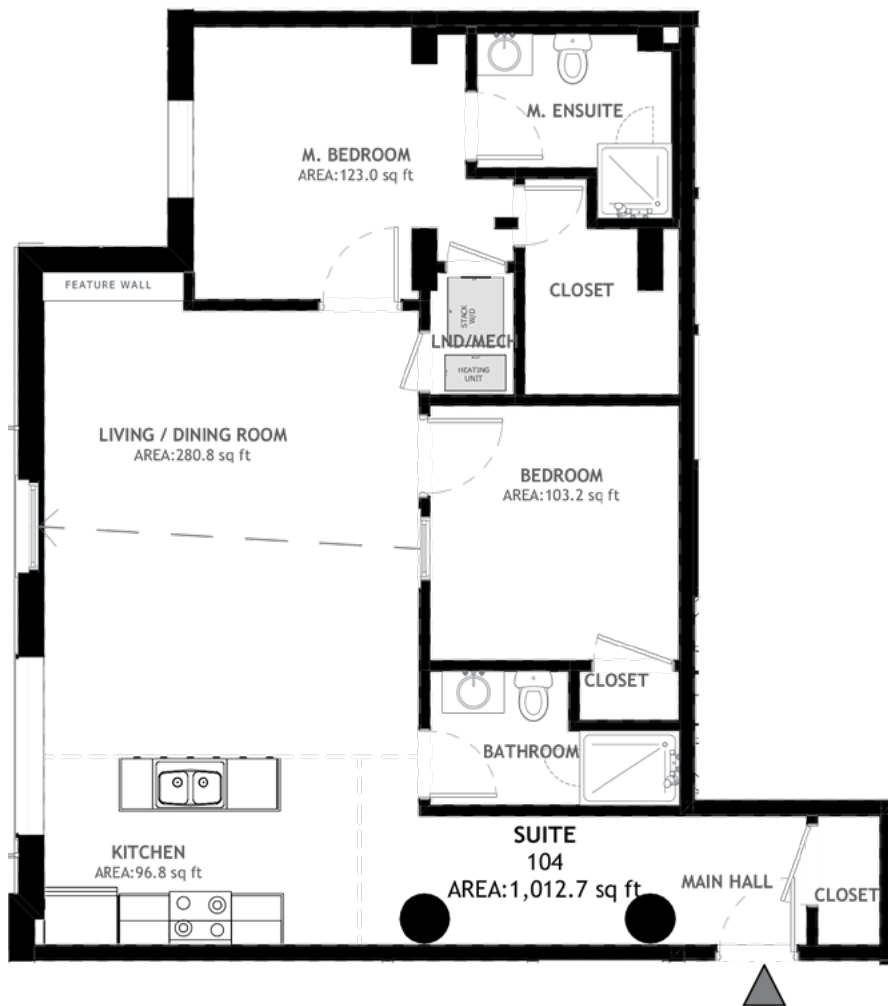 M. ENSUITE
M. BEDROOM
AREA:123.0 sq ft
FEATURE WALL
CLOSET
STACK
W/D
LND/MECH
HEATING
UNIT
LIVING / DINING ROOM
AREA:280.8 sq ft
BEDROOM
AREA:103.2 sq ft
CLOSET
BATHROOM
SUITE
104
AREA:1,012.7 sq ft
KITCHEN
AREA:96.8 sq ft
MAIN HALL
CLOSET